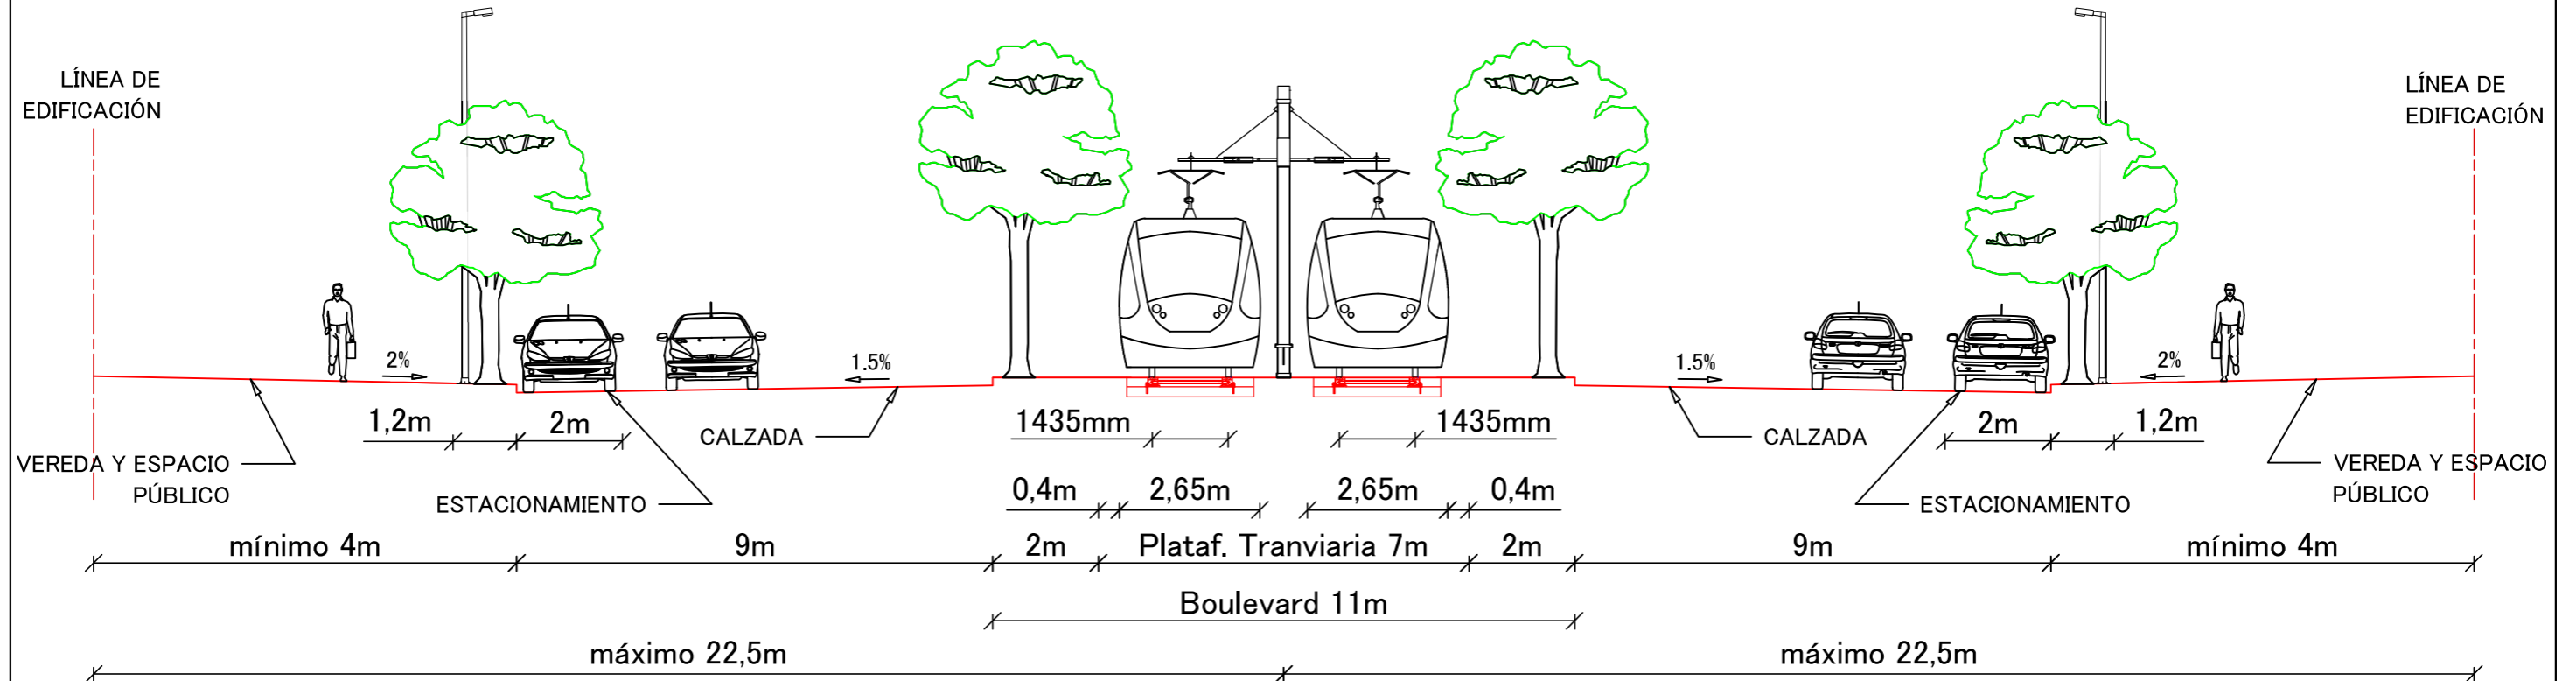 LÍNEA DE
EDIFICACIÓN
LÍNEA DE
EDIFICACIÓN
2%
1.5%
1.5%
2%
1,2m
2m
CALZADA
1435mm
1435mm
CALZADA
2m
1,2m
VEREDA Y ESPACIO
PÚBLICO
ESTACIONAMIENTO
0,4m
2,65m
2,65m
0,4m
ESTACIONAMIENTO
VEREDA Y ESPACIO
PÚBLICO
mínimo 4m
9m
2m
Plataf. Tranviaria 7m
2m
9m
mínimo 4m
Boulevard 11m
máximo 22,5m
máximo 22,5m